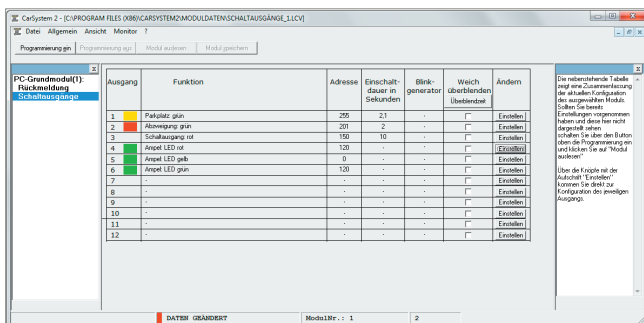 CarSystem 2 - [C:\PROGRAM FILES (X86)\CARSYSTEM2\MODULDATEN\SCHALTAUSGÄNGE_1.LCV]
Datei Allgemein Ansicht Monitor ?
Programmierung ein Programmierung aus Modul auslesen Modul speichern
PC-Grundmodul(1):
Rückmeldung
Schaltausgänge
Ausgang Funktion Adresse Einschalt-dauer in Sekunden Blink-generator Weich überblenden Ändern
Überblendzeit
1 Parkplatz grün 255 2,1 - Einstellen
2 Abzweigung: grün 201 2 - Einstellen
3 Schaltausgang: rot 150 10 - Einstellen
4 Ampel: LED rot 120 - - Einstellen
5 Ampel: LED gelb 0 - - Einstellen
6 Ampel: LED grün 120 - - Einstellen
7 - - - - Einstellen
8 - - - - Einstellen
9 - - - - Einstellen
10 - - - - Einstellen
11 - - - - Einstellen
12 - - - - Einstellen
Die nebenstehende Tabelle
zeigt eine Zusammenfassung
der aktuellen Konfiguration
des ausgewählten Moduls.
Sollten Sie bereits
Einstellungen vorgenommen
haben und diese hier nicht
dargestellt sehen
schalten Sie über den Button
oben die Programmierung ein
und klicken Sie auf "Modul
auslesen"
Über die Knöpfe mit der
Aufschrift "Einstellen"
kommen Sie direkt zur
Konfiguration des jeweiligen
Ausgangs.
DATEN GEÄNDERT ModulNr.: 1 2